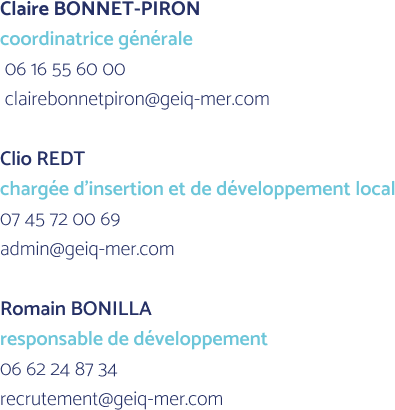 Claire BONNET-PIRON
coordinatrice générale
06 16 55 60 00
clairebonnetpiron@geiq-mer.com
Clio REDT
chargée d'insertion et de développement local
07 45 72 00 69
admin@geiq-mer.com
Romain BONILLA
responsable de développement
06 62 24 87 34
recrutement@geiq-mer.com